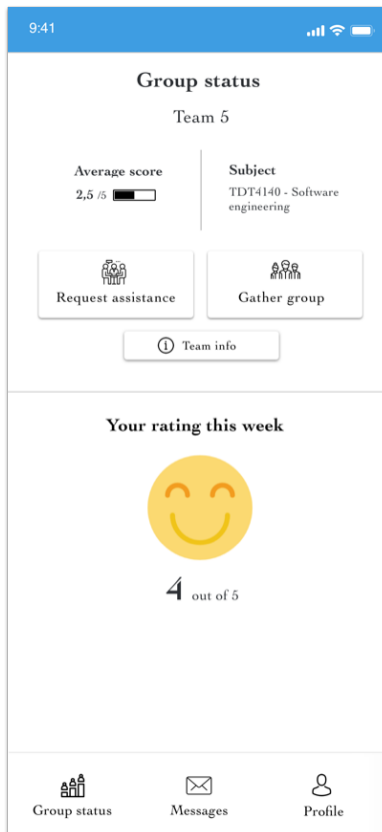 9:41
Group status
Team 5
Average score
2,5 /5
Subject
TDT4140 - Software
engineering
Request assistance
Gather group
Team info
Your rating this week
4 out of 5
Group status
Messages
Profile